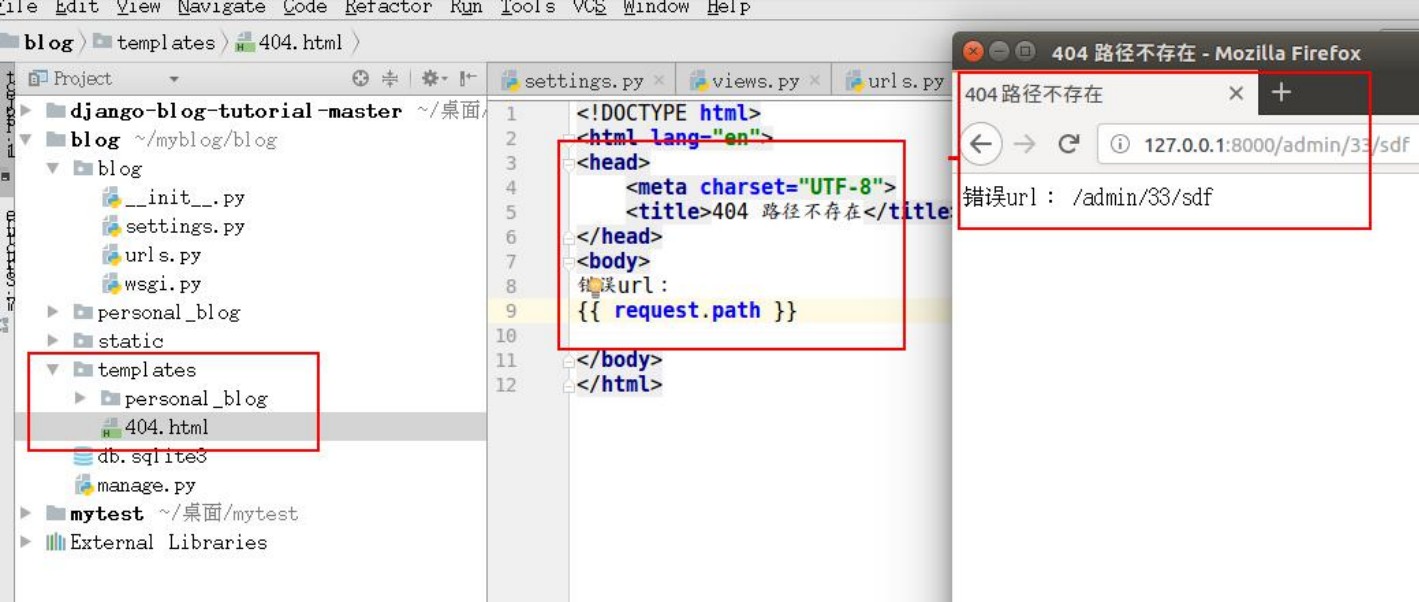 File Edit View Navigate Code Refactor Run Tools VCS Window Help
blog templates 404.html
Project
django-blog-tutorial-master ~/桌面/
blog ~/myblog/blog
blog
__init__.py
settings.py
urls.py
wsgi.py
personal_blog
static
templates
personal_blog
404.html
db.sqlite3
manage.py
mytest ~/桌面/mytest
External Libraries
settings.py × views.py × urls.py
1 <!DOCTYPE html>
2 <html lang="en">
3 <head>
4 <meta charset="UTF-8">
5 <title>404 路径不存在</title
6 </head>
7 <body>
8 错误url：
9 {{ request.path }}
10
11 </body>
12 </html>
404 路径不存在 - Mozilla Firefox
404 路径不存在 × +
127.0.0.1:8000/admin/33/sdf
错误url： /admin/33/sdf